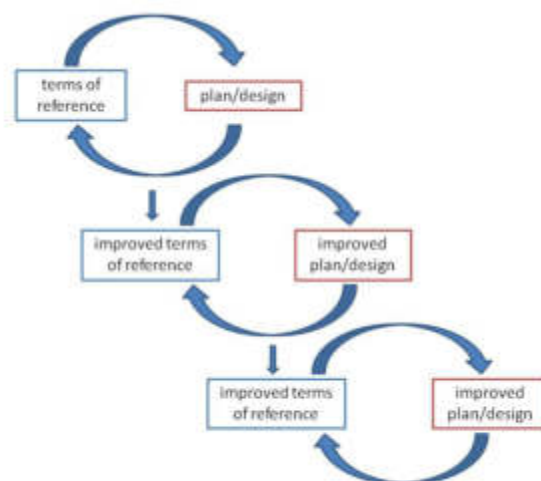 terms of
reference
plan/design
improved terms
of reference
improved
plan/design
improved terms
of reference
improved
plan/design